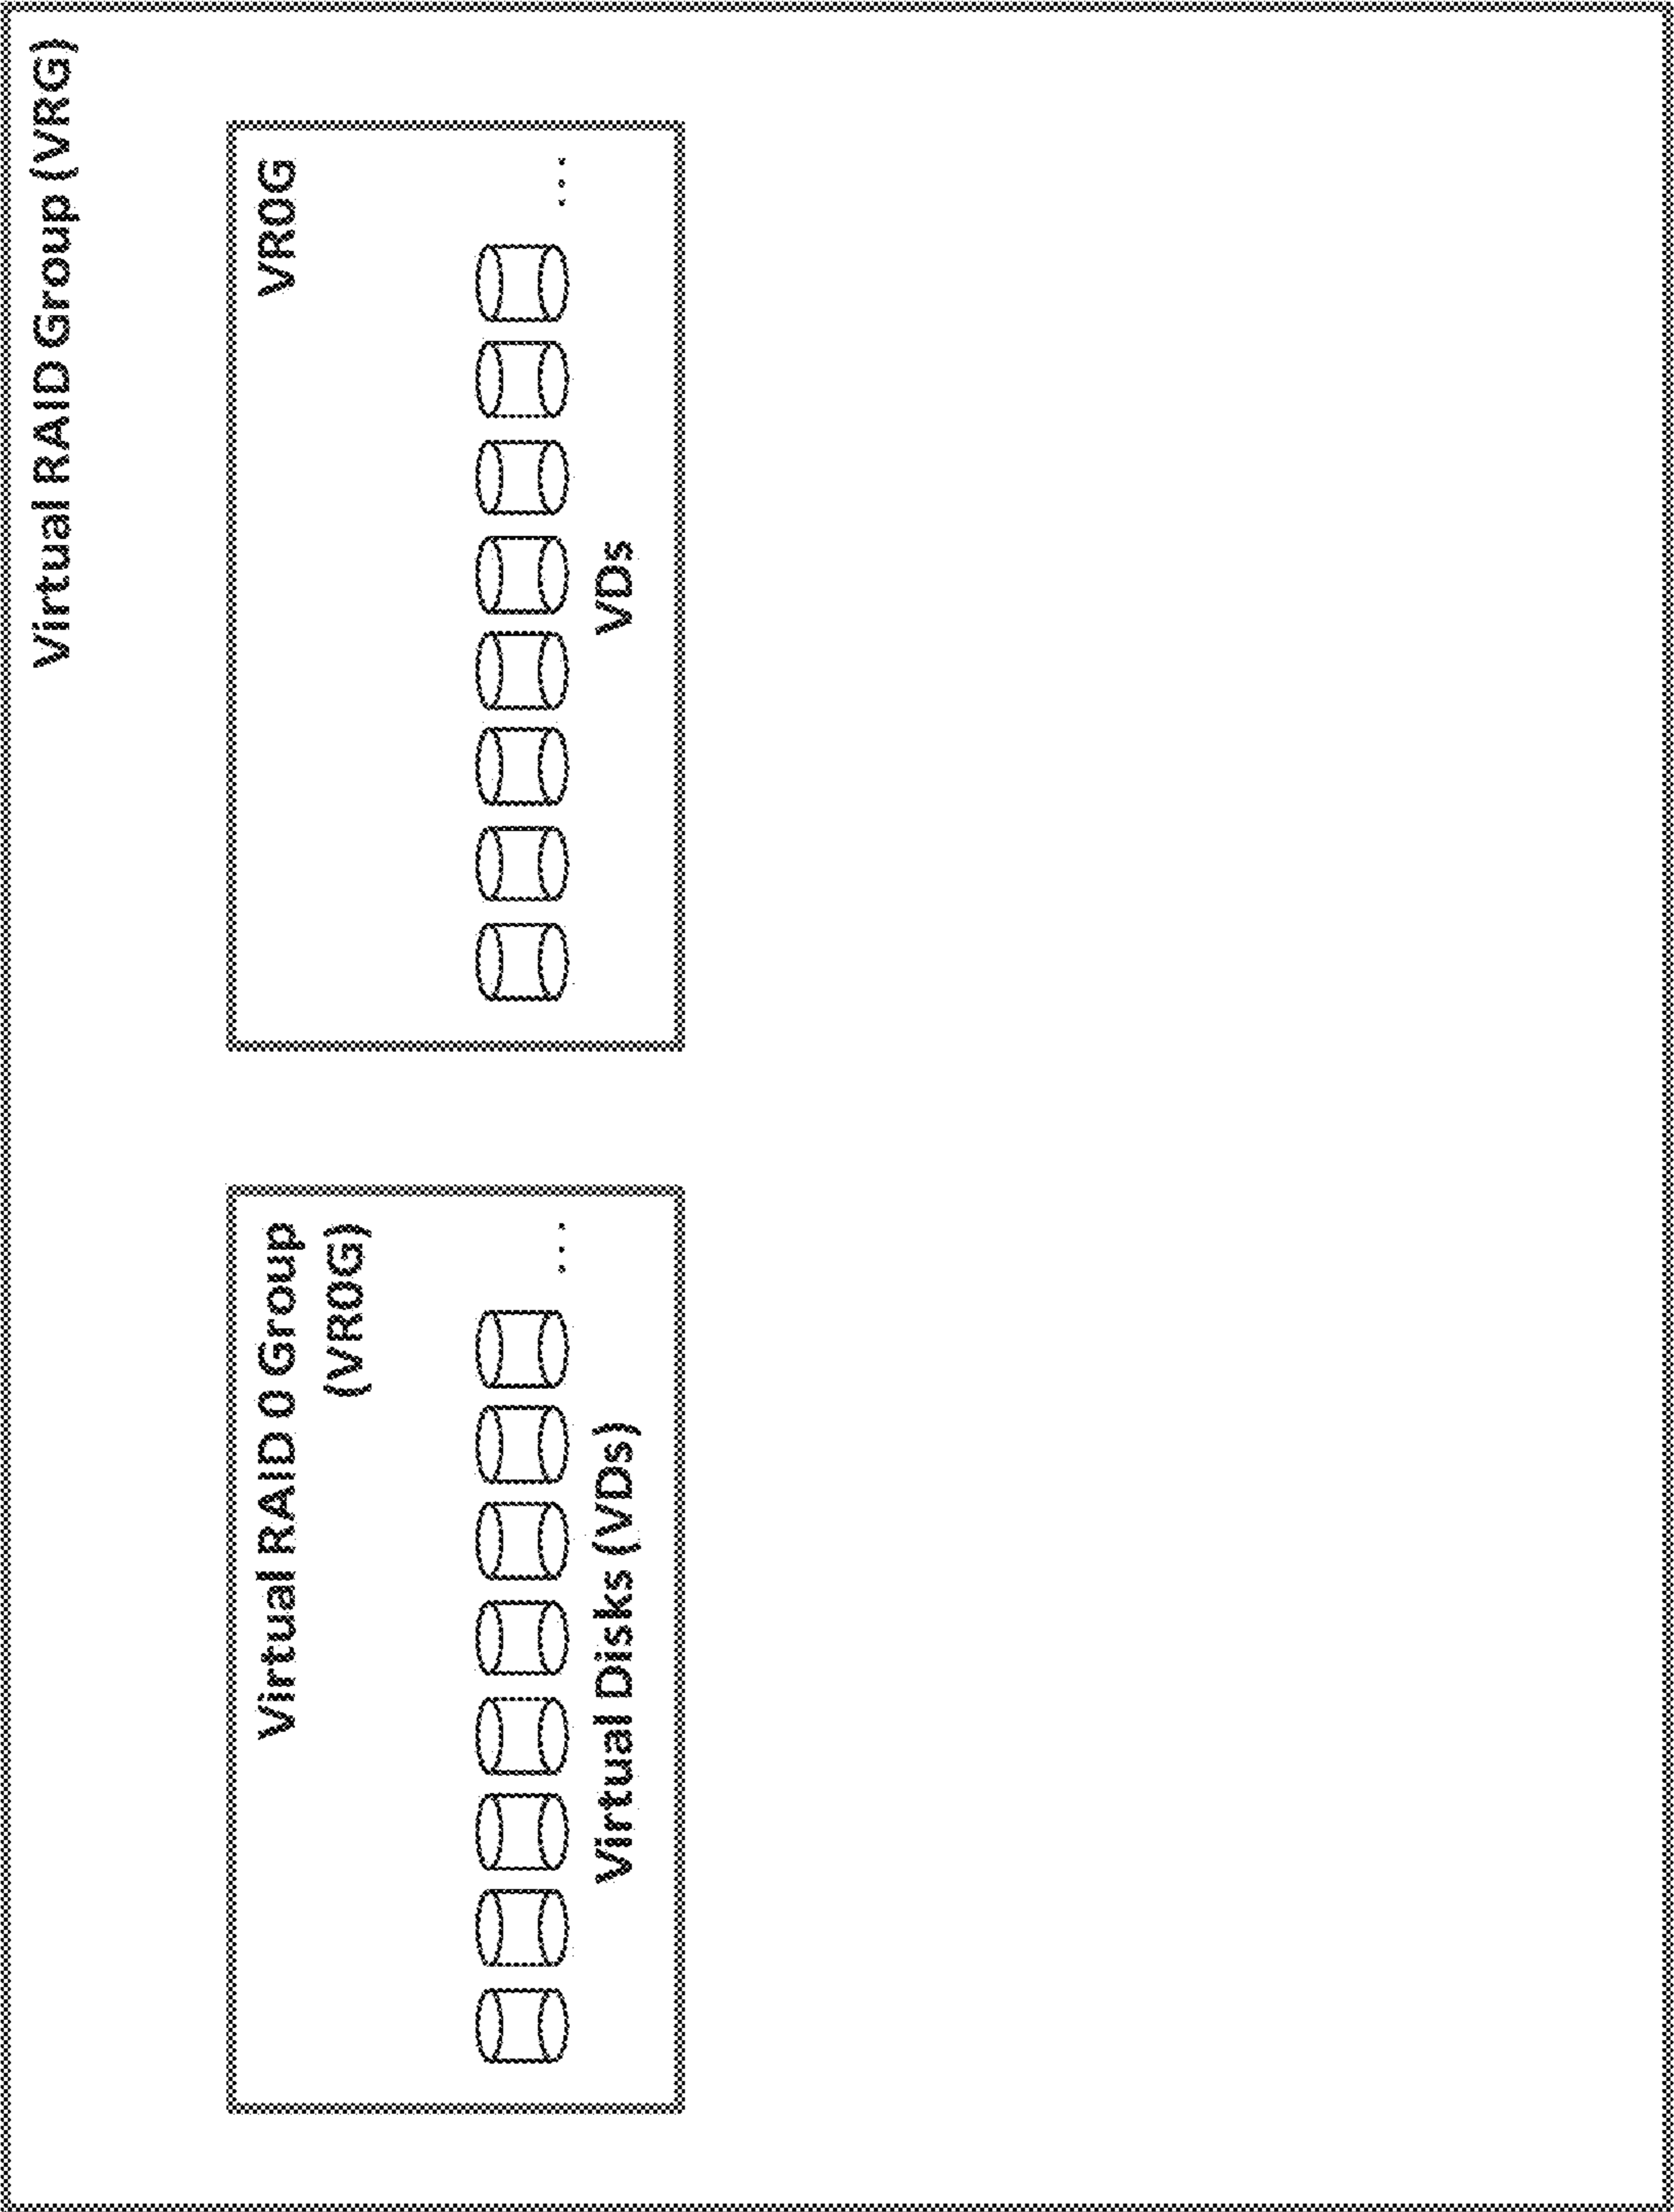 Virtual RAID Group (VRG)
Virtual RAID 0 Group
(VR0G)
...
Virtual Disks (VDs)
VR0G
...
VDs